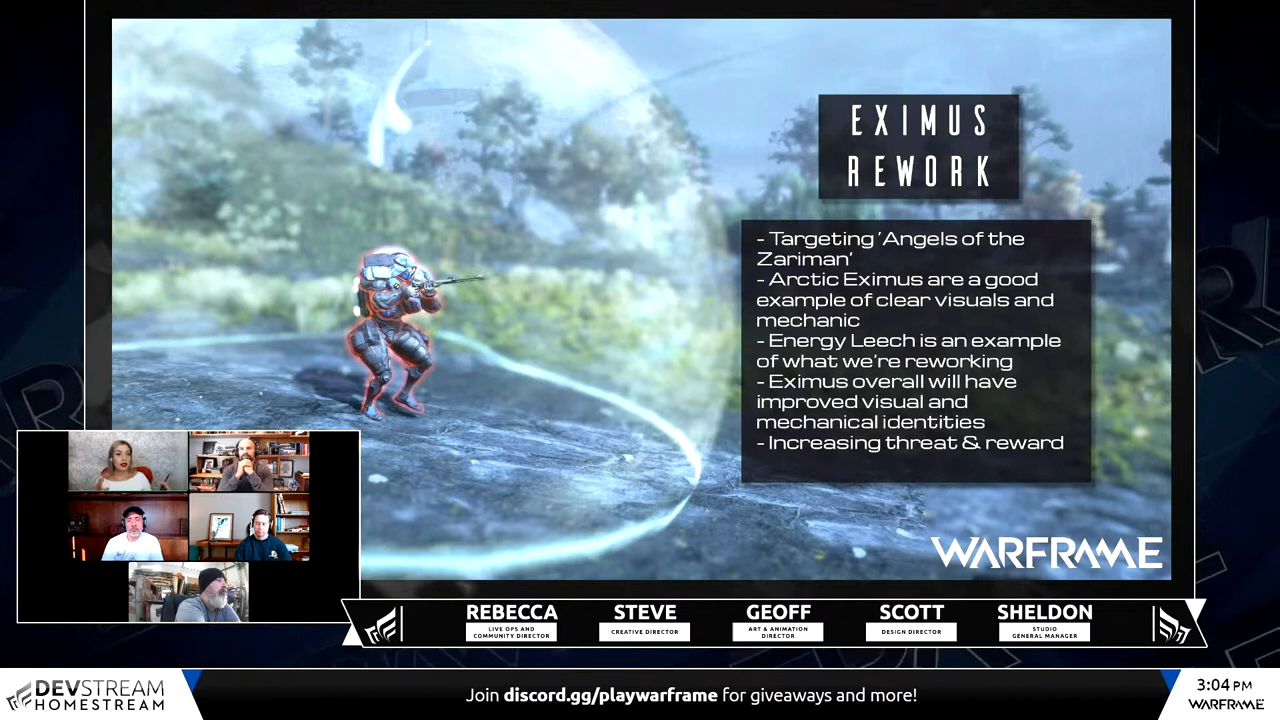 EXIMUS
REWORK
- Targeting 'Angels of the
Zariman'
- Arctic Eximus are a good
example of clear visuals and
mechanic
- Energy Leech is an example
of what we're reworking
- Eximus overall will have
improved visual and
mechanical identities
- Increasing threat & reward
WARFRAME
REBECCA
LIVE OPS AND
COMMUNITY DIRECTOR
STEVE
CREATIVE DIRECTOR
GEOFF
ART & ANIMATION
DIRECTOR
SCOTT
DESIGN DIRECTOR
SHELDON
STUDIO
GENERAL MANAGER
DEVSTREAM
HOMESTREAM
Join discord.gg/playwarframe for giveaways and more!
3:04 PM
WARFRAME